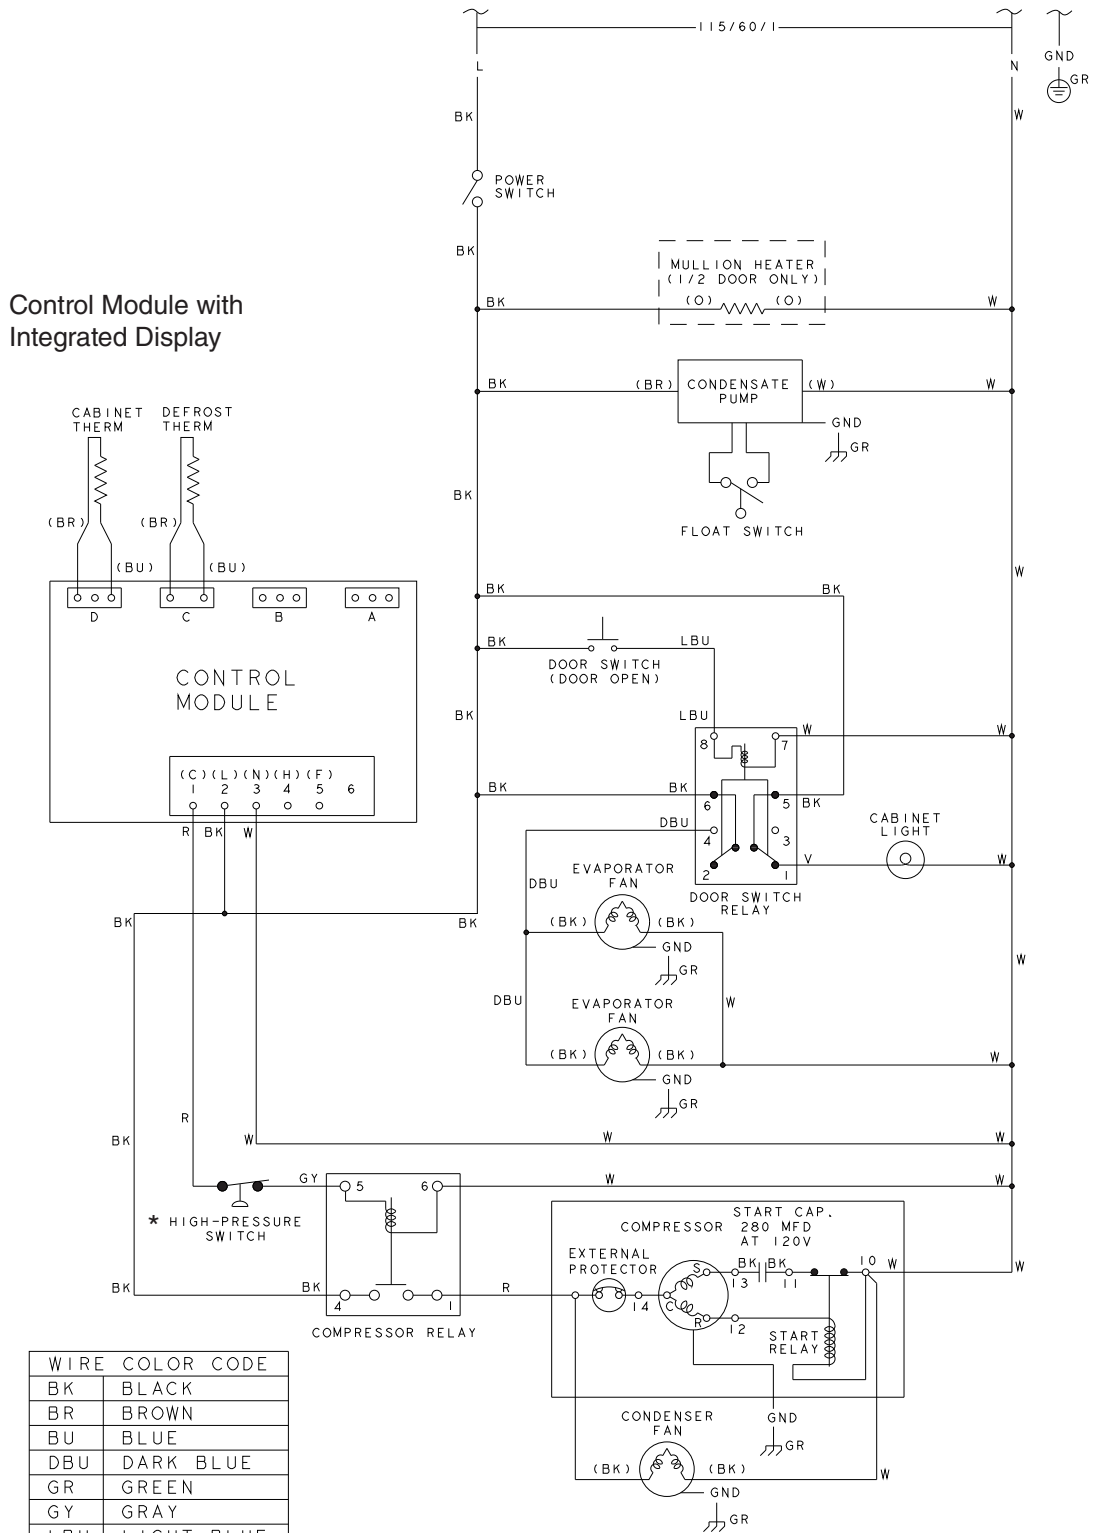 115/60/1
L
N
GND
GR
BK
W
POWER
SWITCH
BK
MULLION HEATER
(1/2 DOOR ONLY)
(O) (O)
BK
W
Control Module with
Integrated Display
BK
(BR)
CONDENSATE
PUMP
(W)
W
GND
GR
FLOAT SWITCH
BK
CABINET
THERM
DEFROST
THERM
(BR)
(BU)
(BR)
(BU)
D
C
B
A
CONTROL
MODULE
(C) (L) (N) (H) (F)
1 2 3 4 5 6
R
BK
W
W
BK
BK
BK
LBU
DOOR SWITCH
(DOOR OPEN)
BK
LBU
8
7
W
W
BK
BK
6
5
BK
DBU
4
3
2
1
V
CABINET
LIGHT
W
DOOR SWITCH
RELAY
EVAPORATOR
FAN
DBU
(BK)
(BK)
GND
GR
BK
BK
W
DBU
EVAPORATOR
FAN
W
(BK)
(BK)
W
GND
GR
R
BK
W
W
W
GY
5
6
W
W
* HIGH-PRESSURE
SWITCH
BK
BK
4
1
R
COMPRESSOR RELAY
COMPRESSOR
START CAP.
280 MFD
AT 120V
EXTERNAL
PROTECTOR
S
BK
BK
10
W
W
13
11
14
C
R
12
START
RELAY
GND
GR
CONDENSER
FAN
(BK)
(BK)
W
GND
GR
WIRE COLOR CODE
BK BLACK
BR BROWN
BU BLUE
DBU DARK BLUE
GR GREEN
GY GRAY
LBU LIGHT BLUE